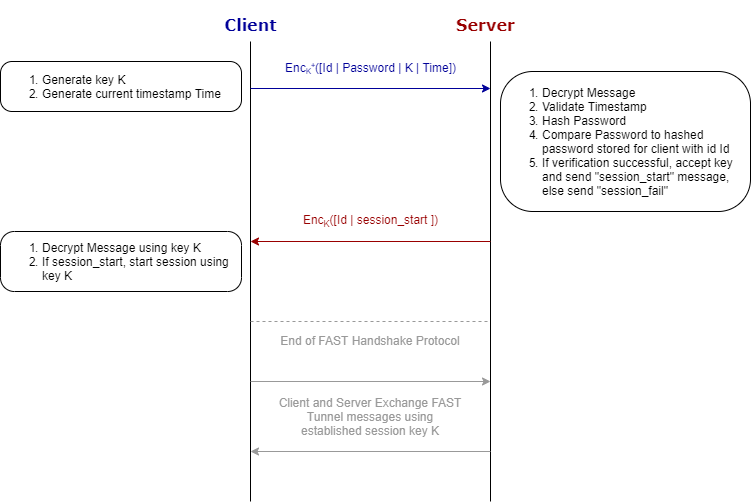 Client
Server
EncK+([Id | Password | K | Time])
1. Generate key K
2. Generate current timestamp Time
1. Decrypt Message
2. Validate Timestamp
3. Hash Password
4. Compare Password to hashed
password stored for client with id Id
5. If verification successful, accept key
and send "session_start" message,
else send "session_fail"
EncK([Id | session_start ])
1. Decrypt Message using key K
2. If session_start, start session using
key K
End of FAST Handshake Protocol
Client and Server Exchange FAST
Tunnel messages using
established session key K